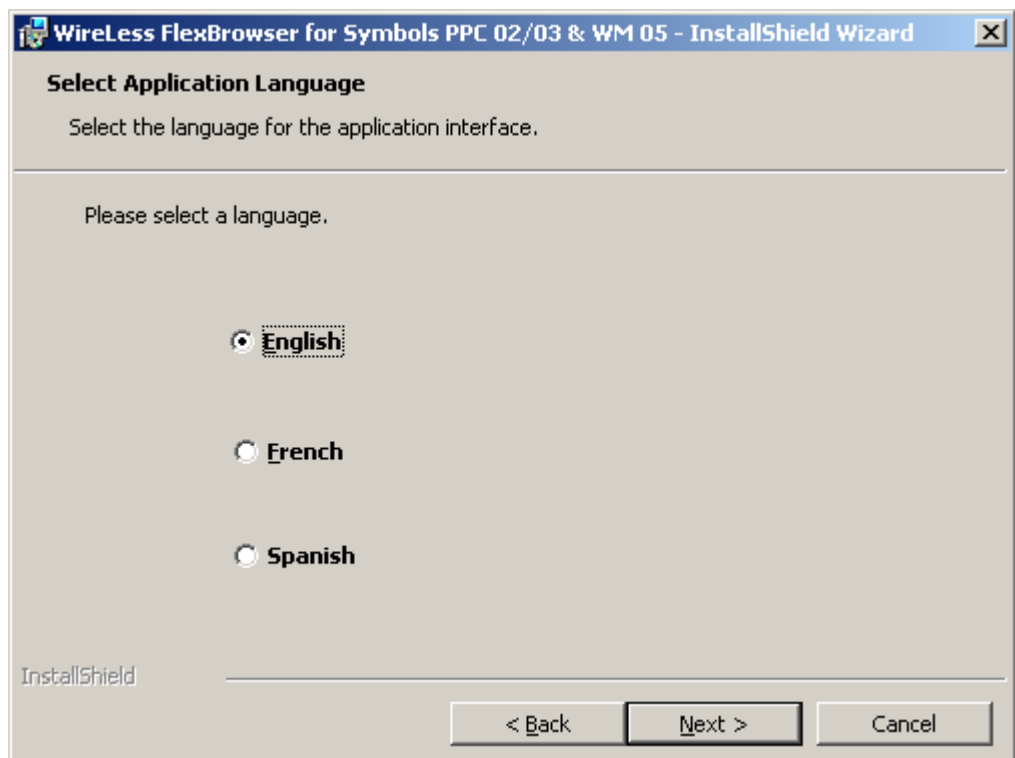 WireLess FlexBrowser for Symbols PPC 02/03 & WM 05 - InstallShield Wizard
Select Application Language
Select the language for the application interface.
Please select a language.
English
French
Spanish
InstallShield
< Back Next > Cancel